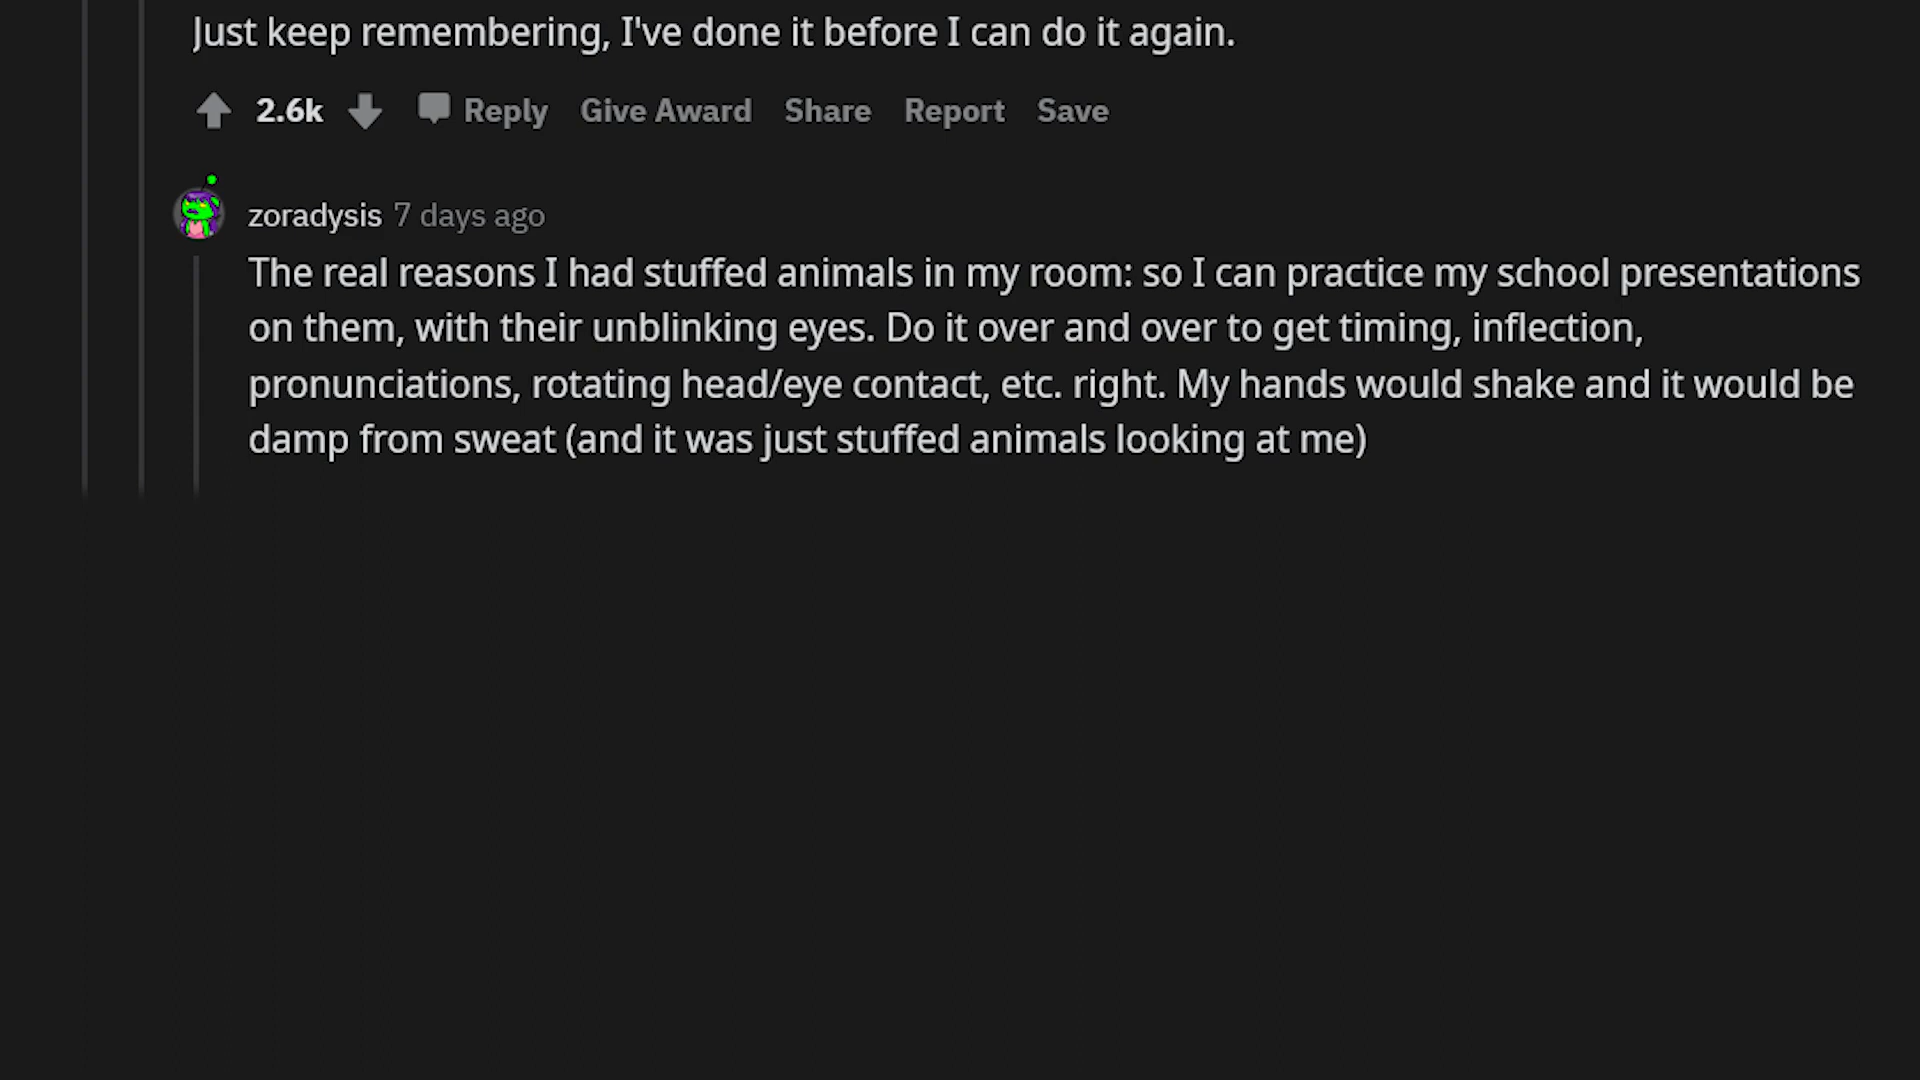 Just keep remembering, I've done it before I can do it again.
2.6k Reply Give Award Share Report Save
zoradysis 7 days ago
The real reasons I had stuffed animals in my room: so I can practice my school presentations
on them, with their unblinking eyes. Do it over and over to get timing, inflection,
pronunciations, rotating head/eye contact, etc. right. My hands would shake and it would be
damp from sweat (and it was just stuffed animals looking at me)